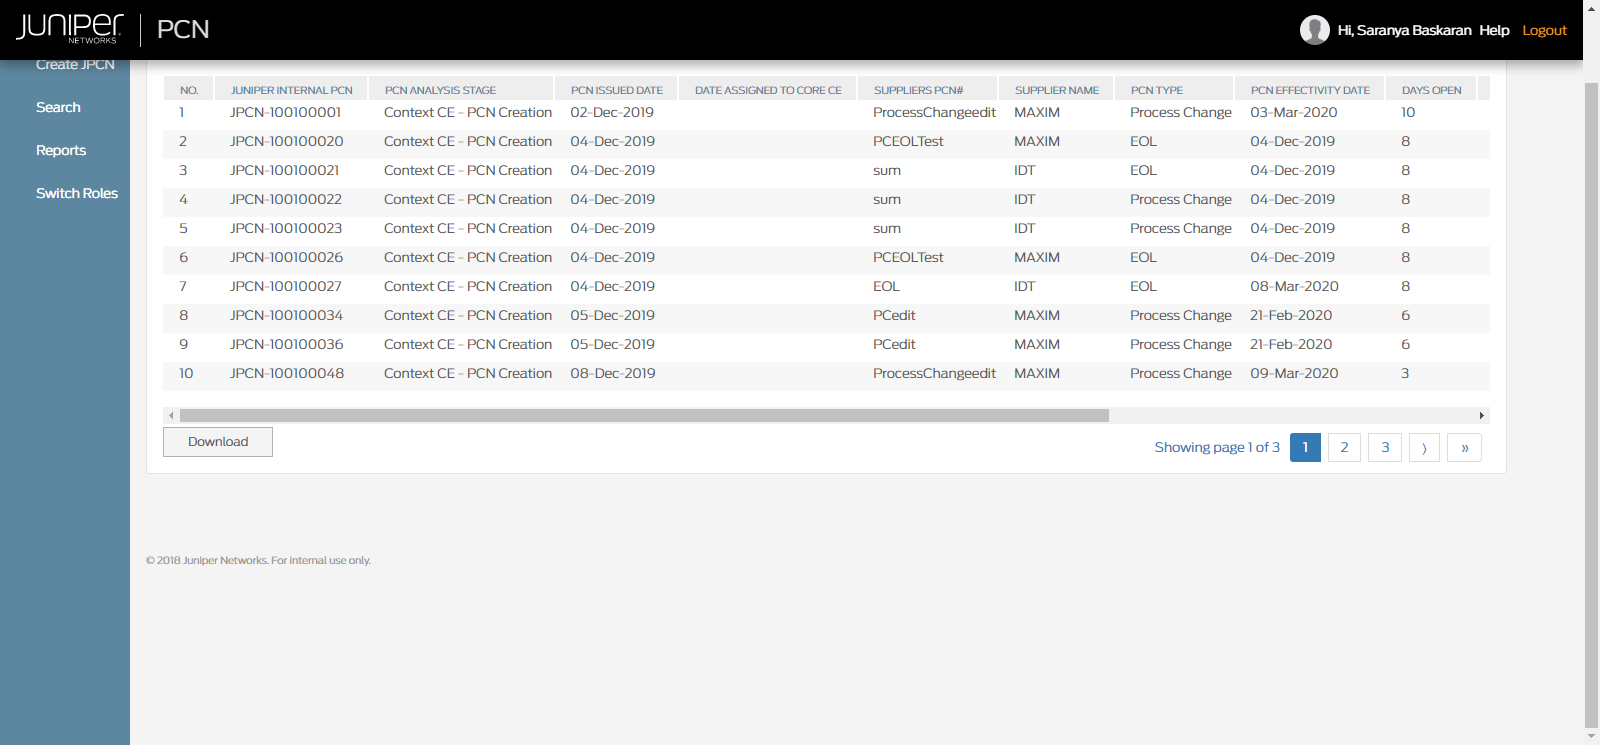 JUNIPER NETWORKS PCN Hi, Saranya Baskaran Help Logout
Create JPCN
Search
Reports
Switch Roles
NO. JUNIPER INTERNAL PCN PCN ANALYSIS STAGE PCN ISSUED DATE DATE ASSIGNED TO CORE CE SUPPLIERS PCN# SUPPLIER NAME PCN TYPE PCN EFFECTIVITY DATE DAYS OPEN
1 JPCN-100100001 Context CE - PCN Creation 02-Dec-2019 ProcessChangeedit MAXIM Process Change 03-Mar-2020 10
2 JPCN-100100020 Context CE - PCN Creation 04-Dec-2019 PCEOLTest MAXIM EOL 04-Dec-2019 8
3 JPCN-100100021 Context CE - PCN Creation 04-Dec-2019 sum IDT EOL 04-Dec-2019 8
4 JPCN-100100022 Context CE - PCN Creation 04-Dec-2019 sum IDT Process Change 04-Dec-2019 8
5 JPCN-100100023 Context CE - PCN Creation 04-Dec-2019 sum IDT Process Change 04-Dec-2019 8
6 JPCN-100100026 Context CE - PCN Creation 04-Dec-2019 PCEOLTest MAXIM EOL 04-Dec-2019 8
7 JPCN-100100027 Context CE - PCN Creation 04-Dec-2019 EOL IDT EOL 08-Mar-2020 8
8 JPCN-100100034 Context CE - PCN Creation 05-Dec-2019 PCedit MAXIM Process Change 21-Feb-2020 6
9 JPCN-100100036 Context CE - PCN Creation 05-Dec-2019 PCedit MAXIM Process Change 21-Feb-2020 6
10 JPCN-100100048 Context CE - PCN Creation 08-Dec-2019 ProcessChangeedit MAXIM Process Change 09-Mar-2020 3
Download
Showing page 1 of 3 1 2 3 ⟩ »
© 2018 Juniper Networks. For internal use only.